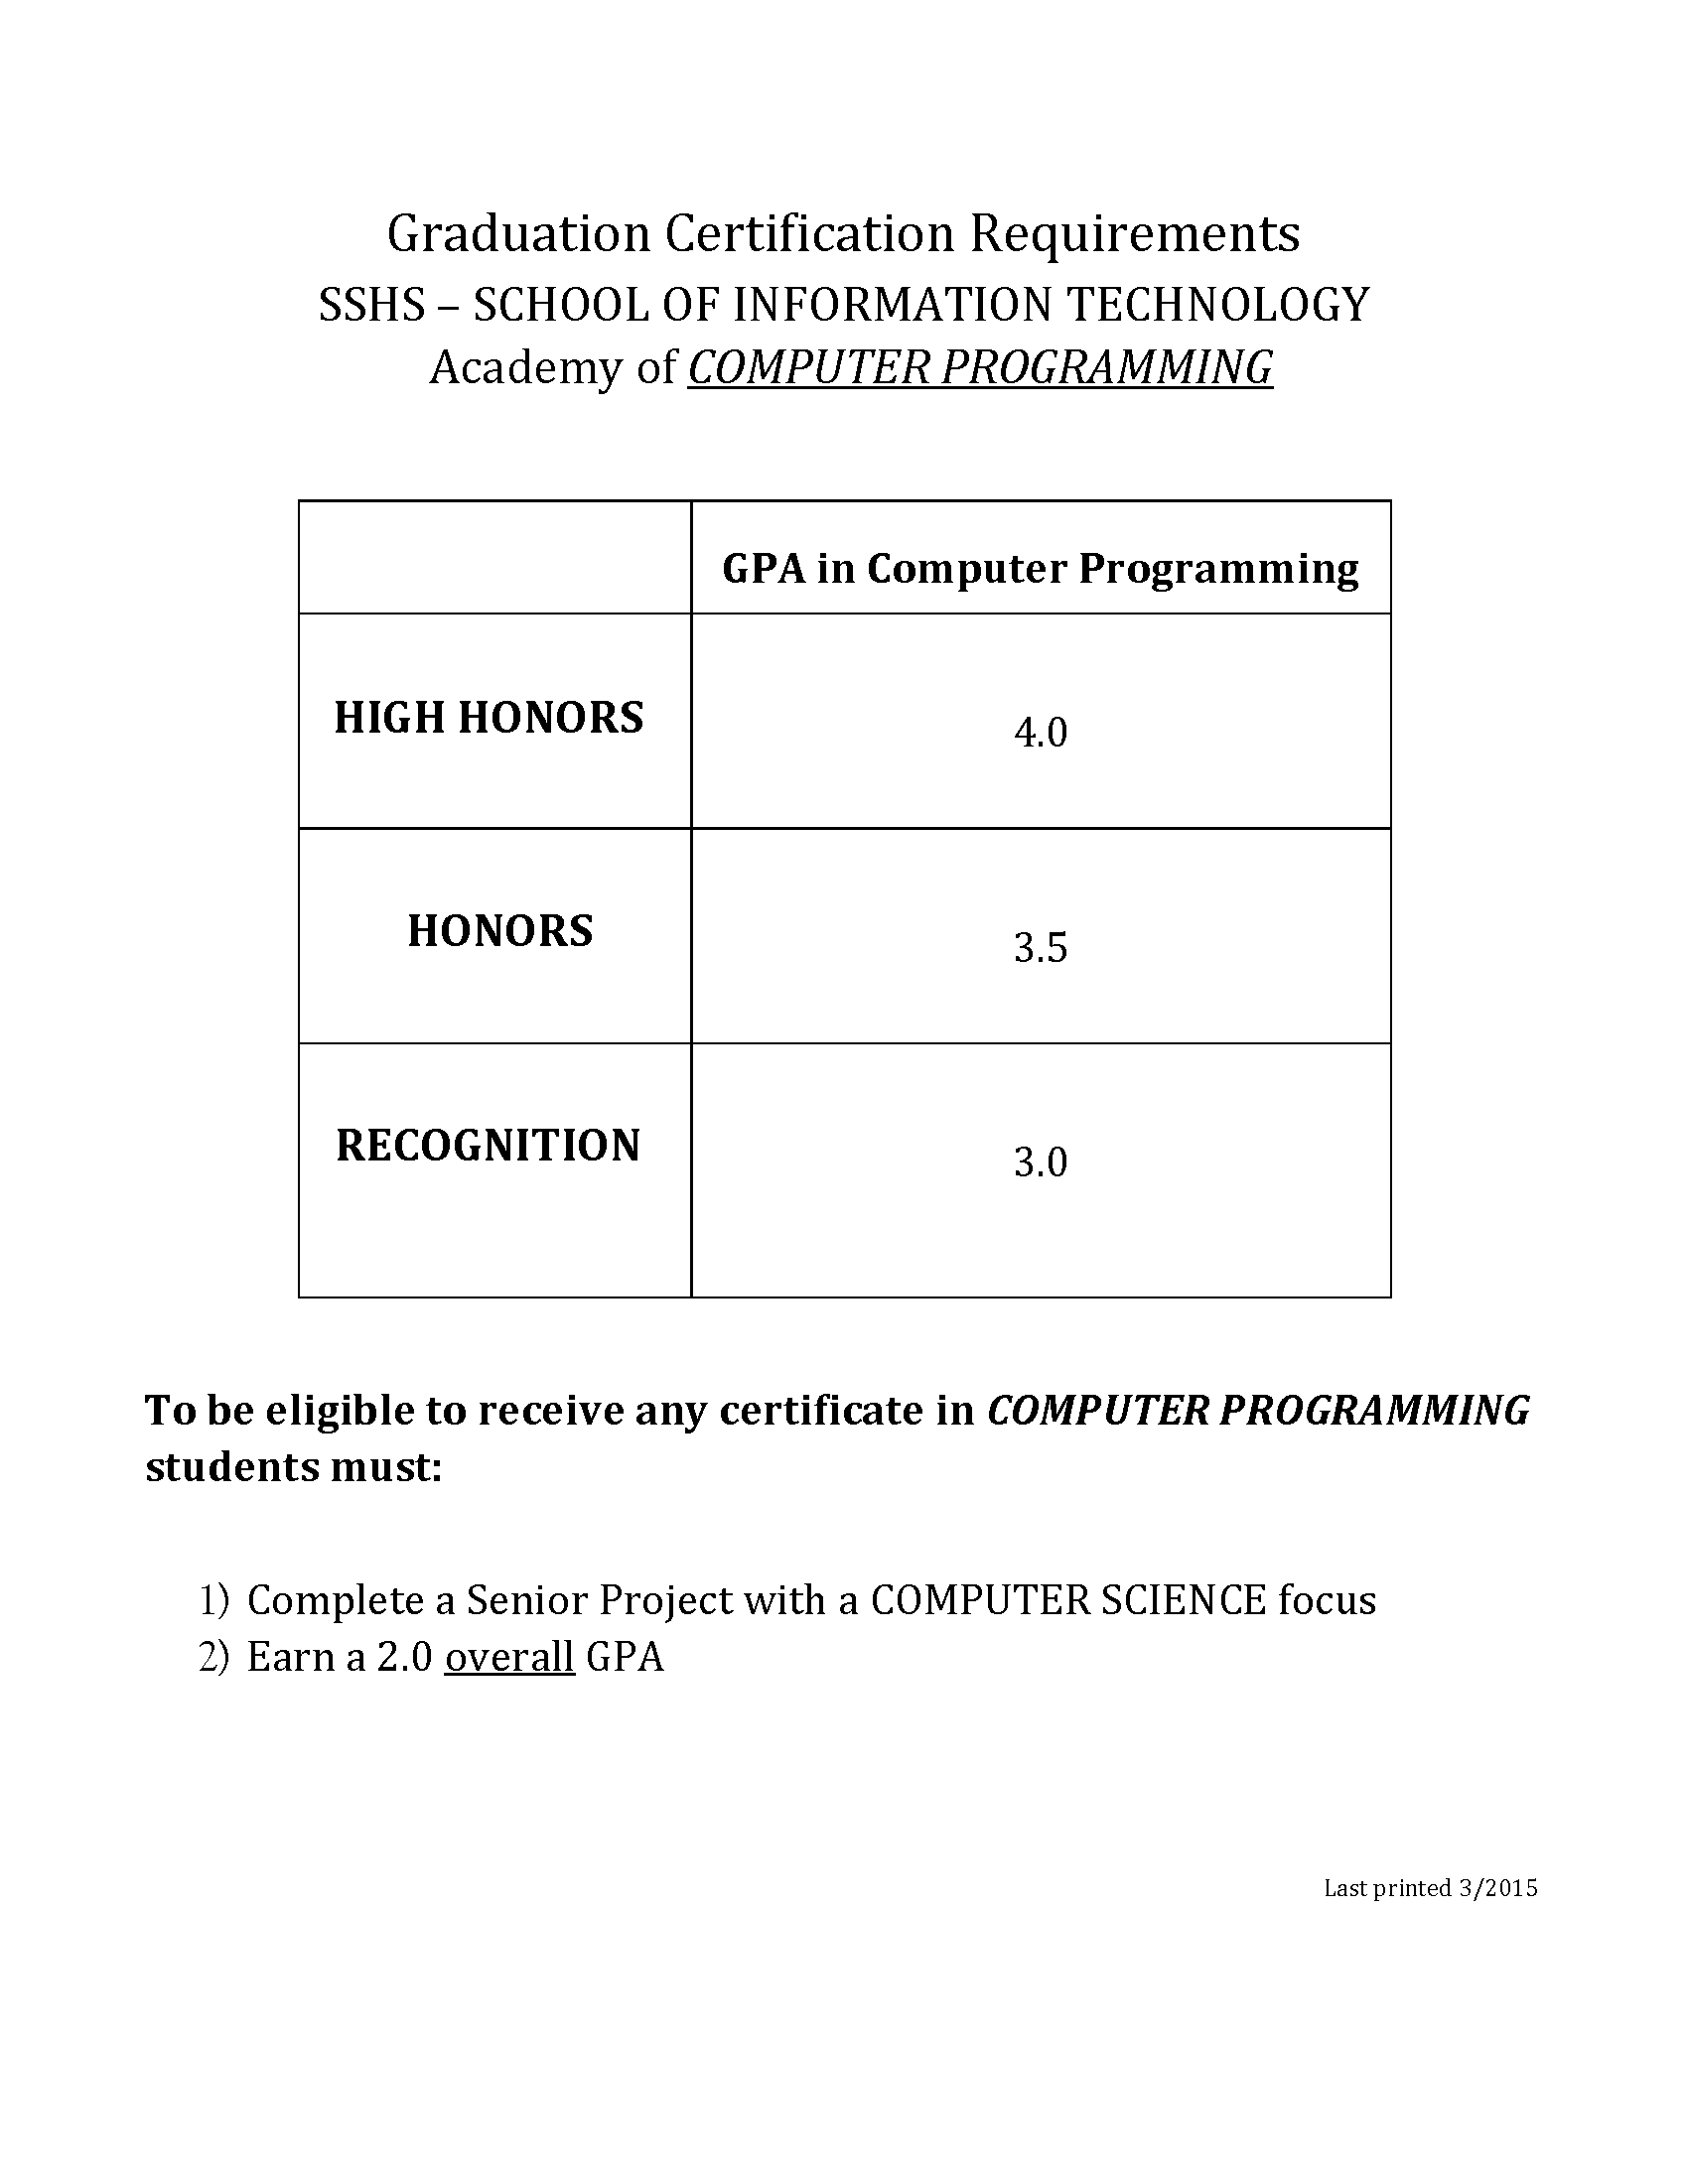 Graduation Certification Requirements
SSHS – SCHOOL OF INFORMATION TECHNOLOGY
Academy of COMPUTER PROGRAMMING
GPA in Computer Programming
HIGH HONORS 4.0
HONORS 3.5
RECOGNITION 3.0
To be eligible to receive any certificate in COMPUTER PROGRAMMING
students must:
1) Complete a Senior Project with a COMPUTER SCIENCE focus
2) Earn a 2.0 overall GPA
Last printed 3/2015